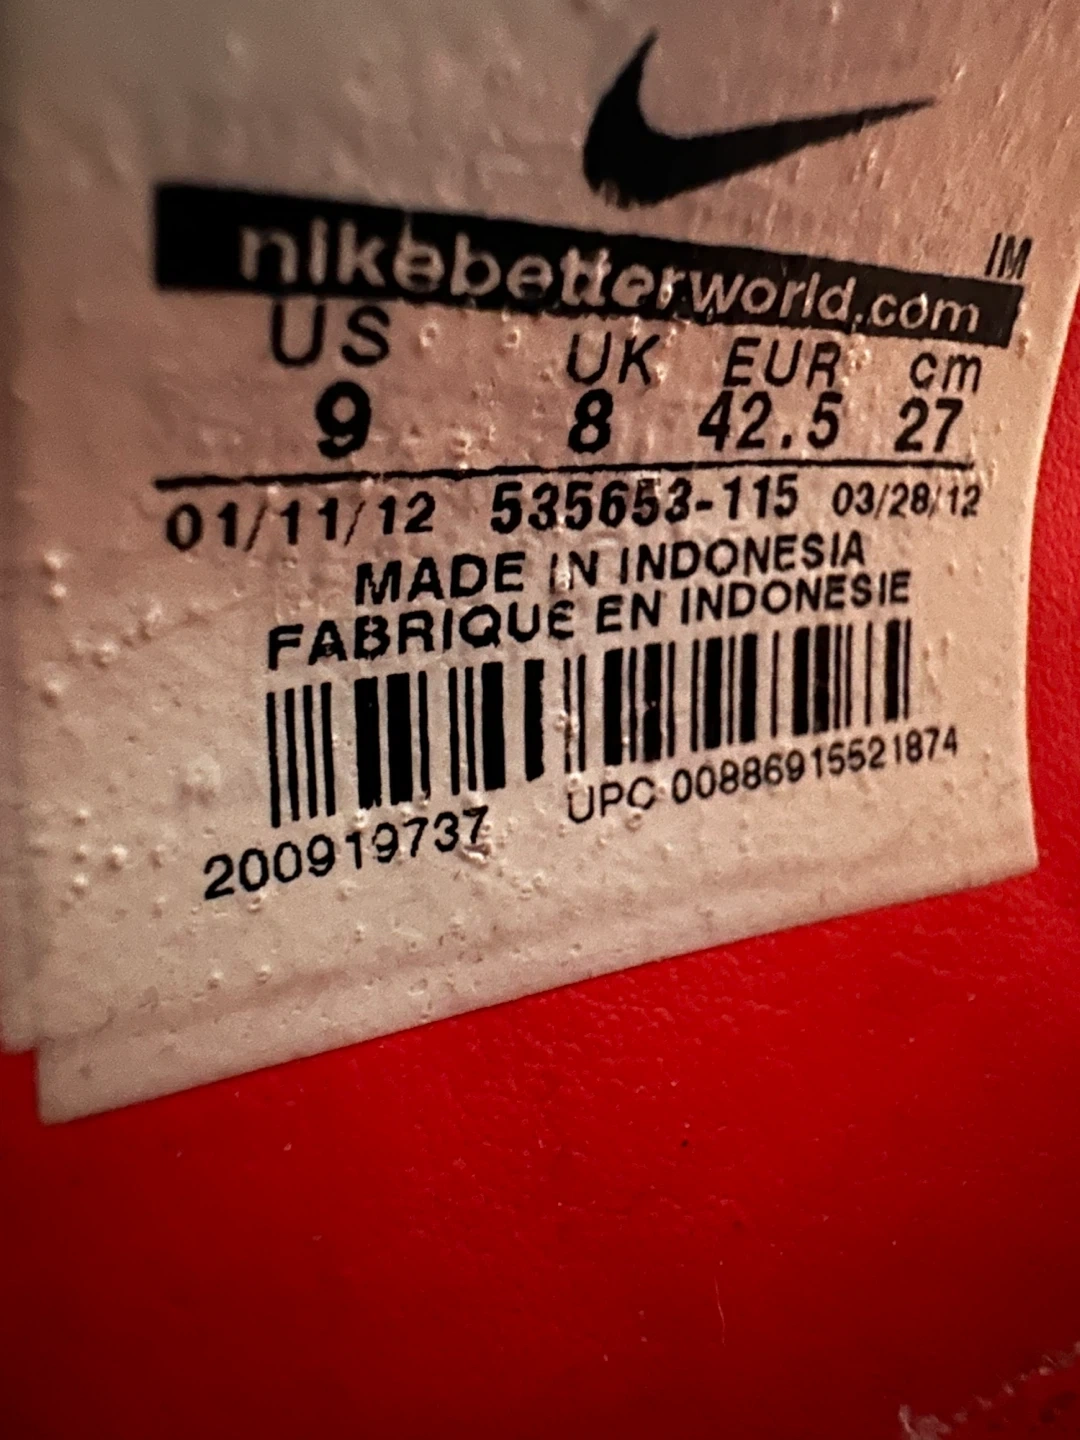 nikebetterworld.com
IM
US UK EUR cm
9 8 42.5 27
01/11/12 535653-115 03/28/12
MADE IN INDONESIA
FABRIQUE EN INDONESIE
200919737 UPC 00886915521874